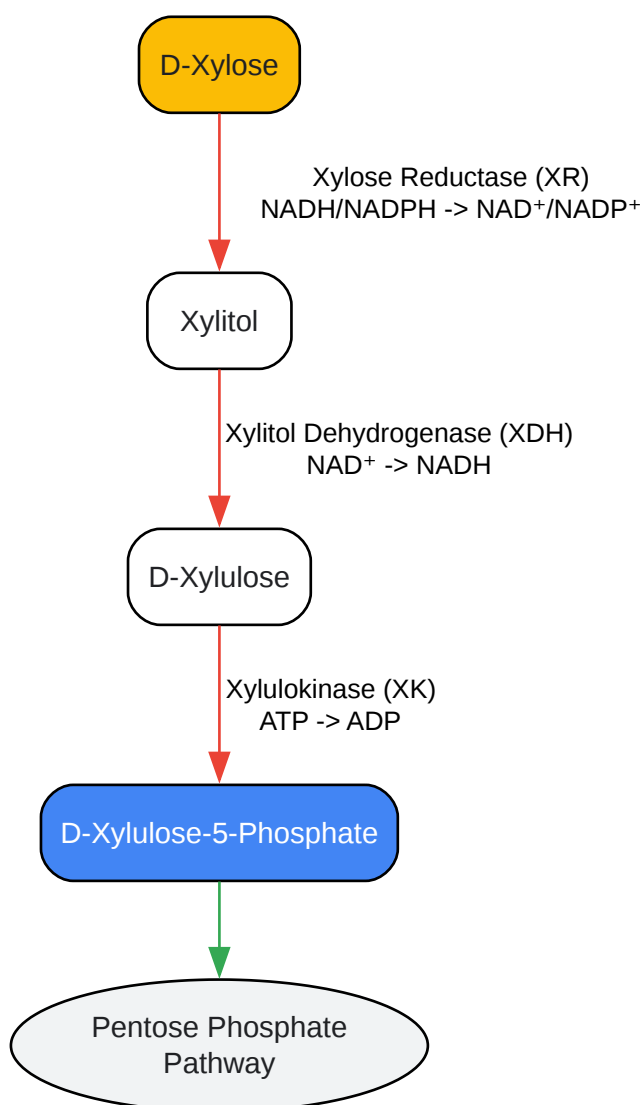 D-Xylose
Xylose Reductase (XR)
NADH/NADPH -> NAD⁺/NADP⁺
Xylitol
Xylitol Dehydrogenase (XDH)
NAD⁺ -> NADH
D-Xylulose
Xylulokinase (XK)
ATP -> ADP
D-Xylulose-5-Phosphate
Pentose Phosphate
Pathway